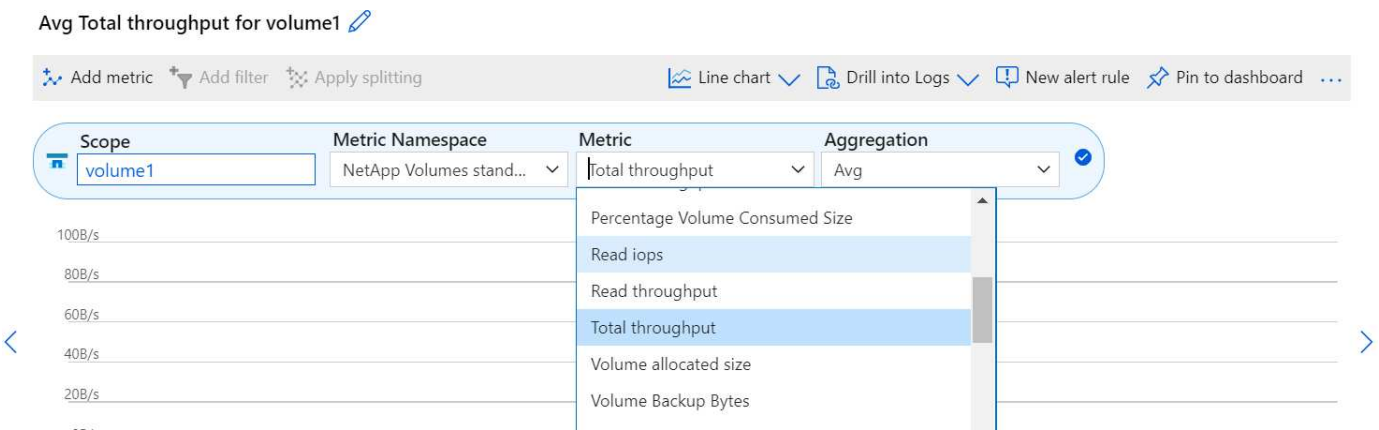 Avg Total throughput for volume1
Add metric Add filter Apply splitting Line chart Drill into Logs New alert rule Pin to dashboard ...
Scope Metric Namespace Metric Aggregation
volume1 NetApp Volumes stand... Total throughput Avg
Percentage Volume Consumed Size
100B/s
Read iops
80B/s
Read throughput
60B/s
Total throughput
40B/s
Volume allocated size
20B/s
Volume Backup Bytes